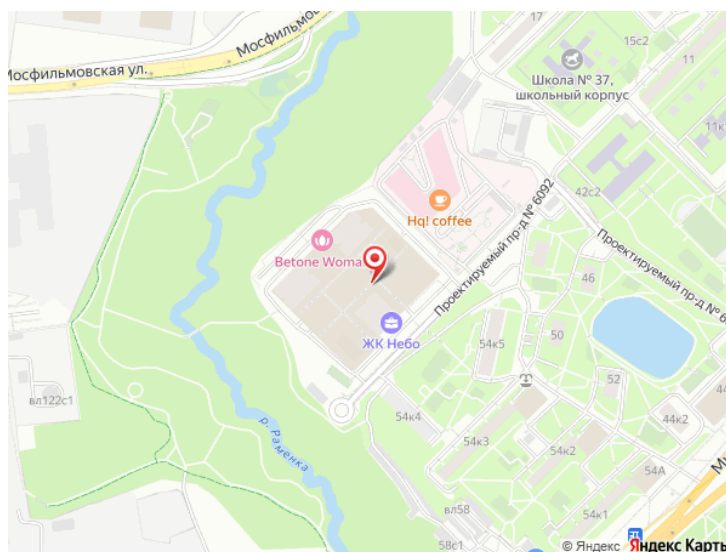 Мосфильмовская
Мосфильмовская ул.
17
15с2
11
Школа № 37,
школьный корпус
11к
42с2
Hq! coffee
Проектируемый пр-д № 6092
Проектируемый пр-д № 6
Betone Woma
46
50
ЖК Небо
54к5
52
вл122с1
р. Раменка
54к4
44к2
54к3
54к2
54А
вл58
54к1
58с1
© Яндекс Яндекс Карты